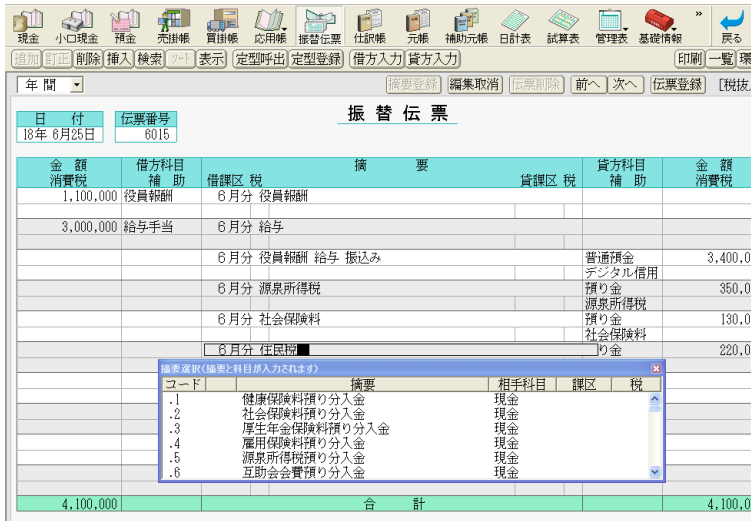 現金 小口現金 預金 売掛帳 買掛帳 応用帳 振替伝票 仕訳帳 元帳 補助元帳 日計表 試算表 管理表 基礎情報 » 戻る
追加 訂正 削除 挿入 検索 ソート 表示 定型呼出 定型登録 借方入力 貸方入力 印刷 一覧 環
年間 摘要登録 編集取消 伝票削除 前へ 次へ 伝票登録 [税抜
振替伝票
日付 伝票番号
18年 6月25日 6015
金額 借方科目 摘要 貸方科目 金額
消費税 補助 借課区 税 貸課区 税 補助 消費税
1,100,000 役員報酬 6月分 役員報酬
3,000,000 給与手当 6月分 給与
6月分 役員報酬 給与 振込み 普通預金 3,400,0
デジタル信用
6月分 源泉所得税 預り金 350,0
源泉所得税
6月分 社会保険料 預り金 130,0
社会保険料
6月分 住民税 り金 220,0
摘要選択(摘要と科目が入力されます)
コード 摘要 相手科目 課区 税
.1 健康保険料預り分入金 現金
.2 社会保険料預り分入金 現金
.3 厚生年金保険料預り分入金 現金
.4 雇用保険料預り分入金 現金
.5 源泉所得税預り分入金 現金
.6 互助会会費預り分入金 現金
4,100,000 合計 4,100,0